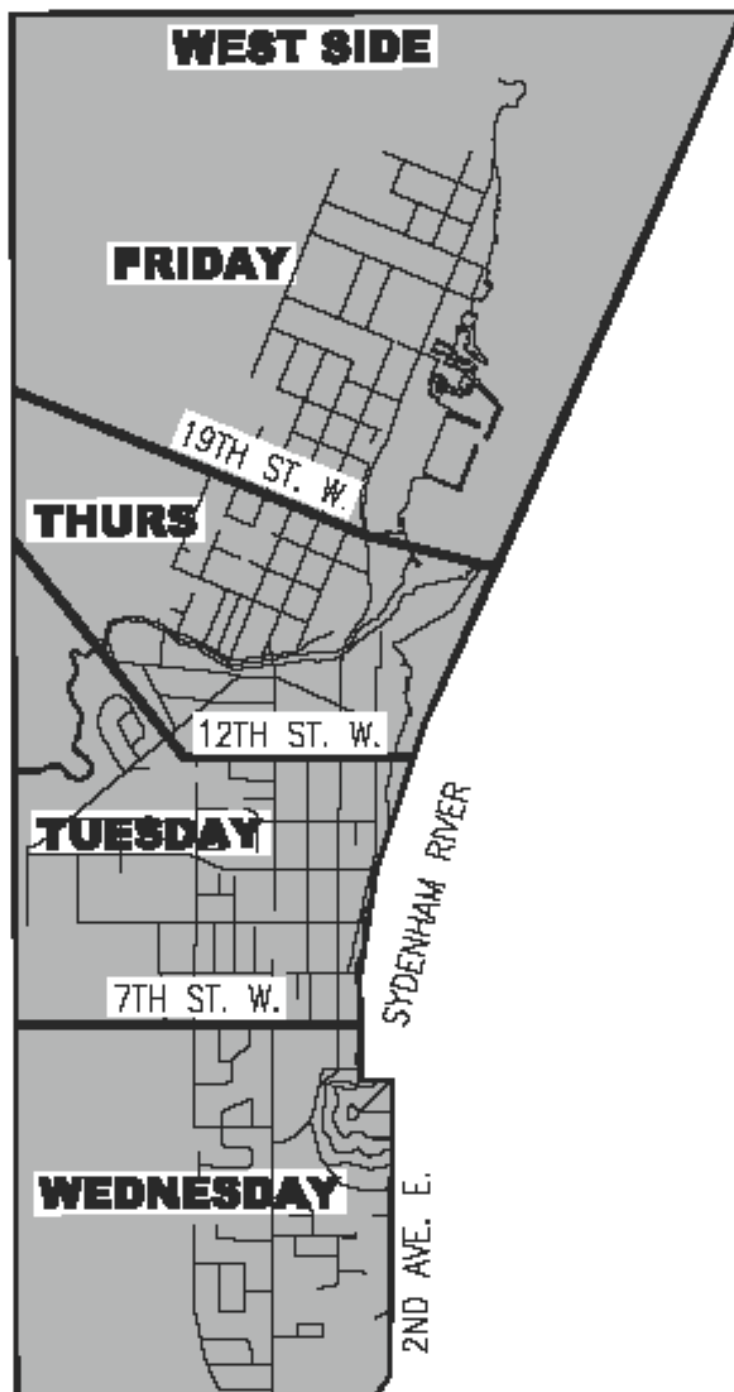 WEST SIDE
FRIDAY
19TH ST. W.
THURS
12TH ST. W.
TUESDAY
SYDENHAM RIVER
7TH ST. W.
WEDNESDAY
2ND AVE. E.